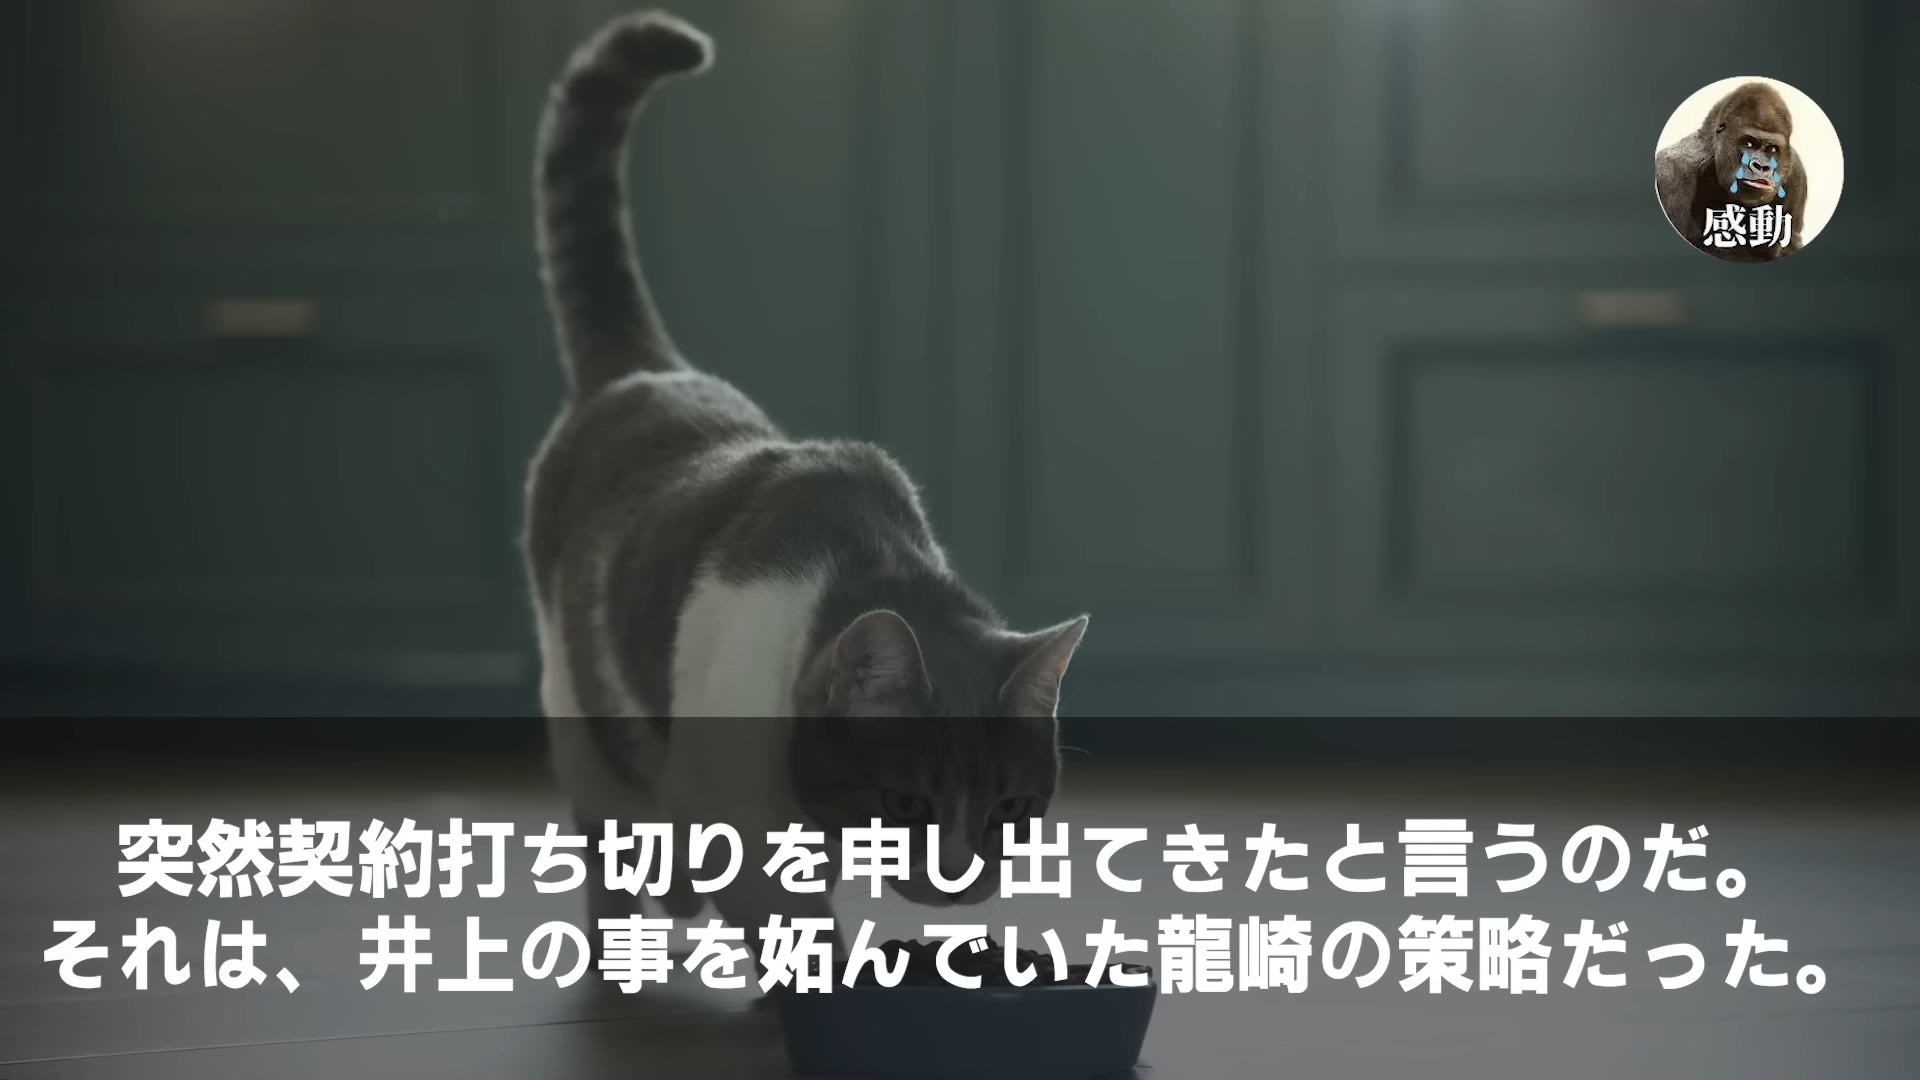 感動
突然契約打ち切りを申し出てきたと言うのだ。
それは、井上の事を妬んでいた龍崎の策略だった。